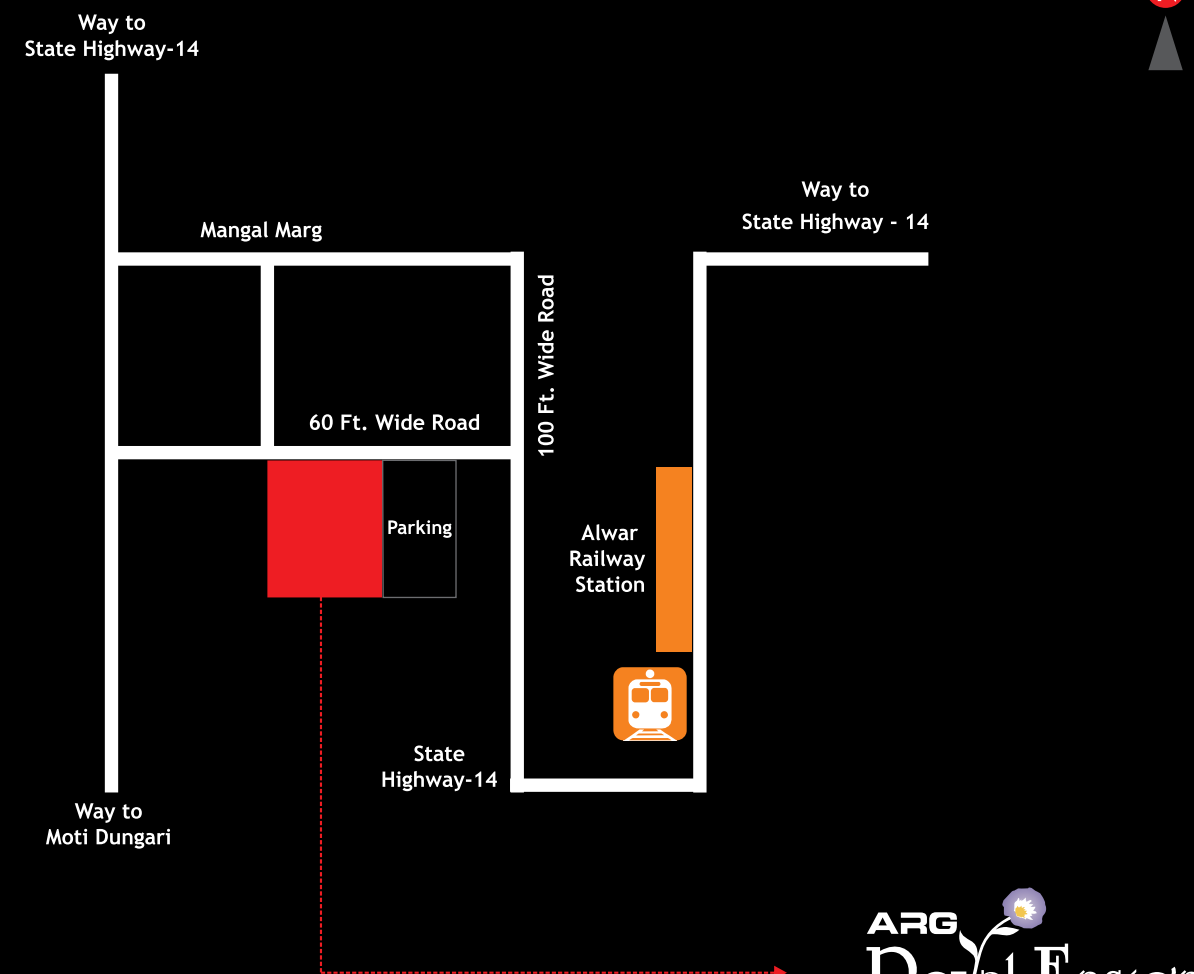 Way to
State Highway-14
Way to
State Highway - 14
Mangal Marg
100 Ft. Wide Road
60 Ft. Wide Road
Parking
Alwar
Railway
Station
State
Highway-14
Way to
Moti Dungari
ARG